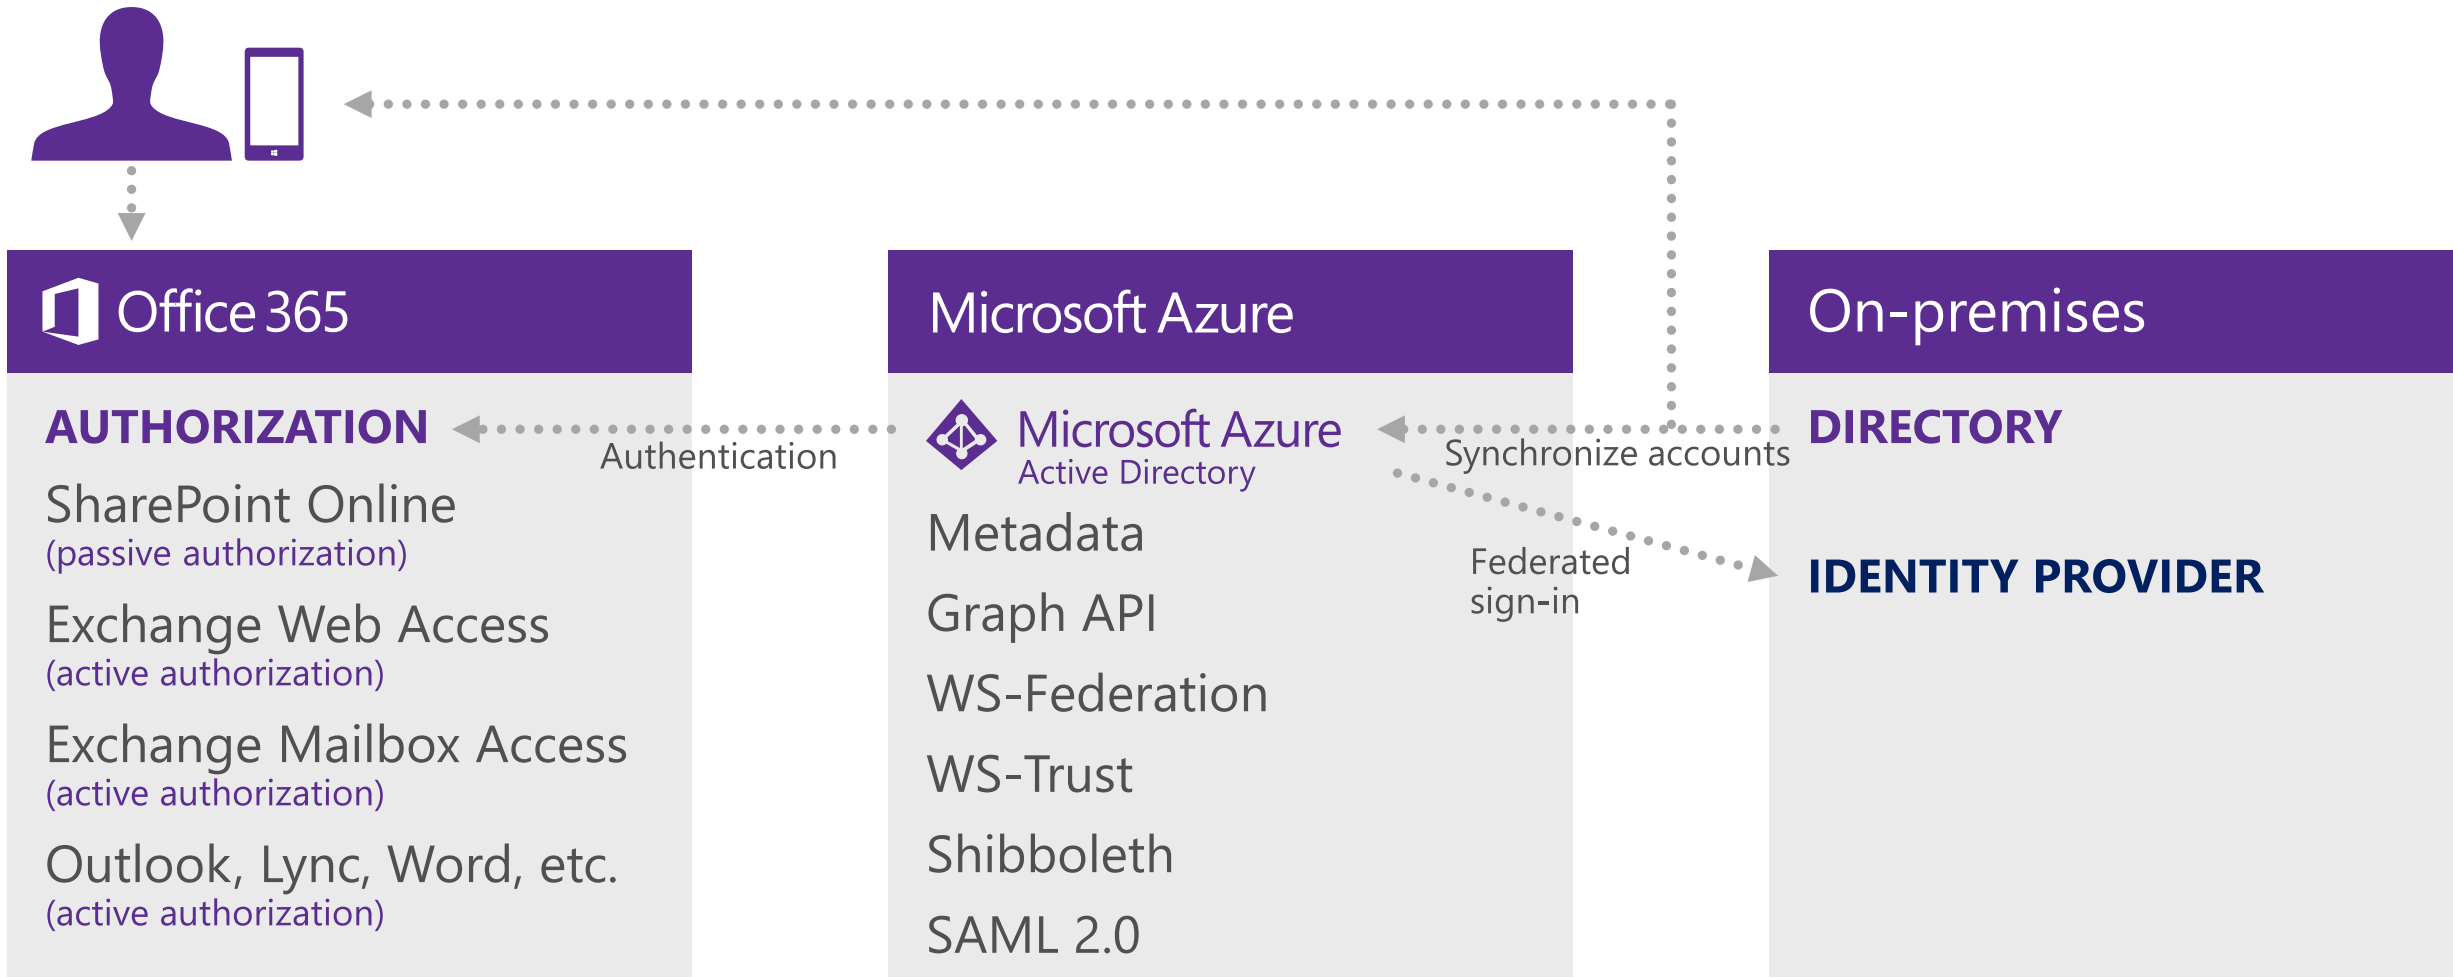 Office 365
AUTHORIZATION
SharePoint Online
(passive authorization)
Exchange Web Access
(active authorization)
Exchange Mailbox Access
(active authorization)
Outlook, Lync, Word, etc.
(active authorization)
Authentication
Microsoft Azure
Microsoft Azure
Active Directory
Metadata
Graph API
WS-Federation
WS-Trust
Shibboleth
SAML 2.0
Synchronize accounts
Federated
sign-in
On-premises
DIRECTORY
IDENTITY PROVIDER